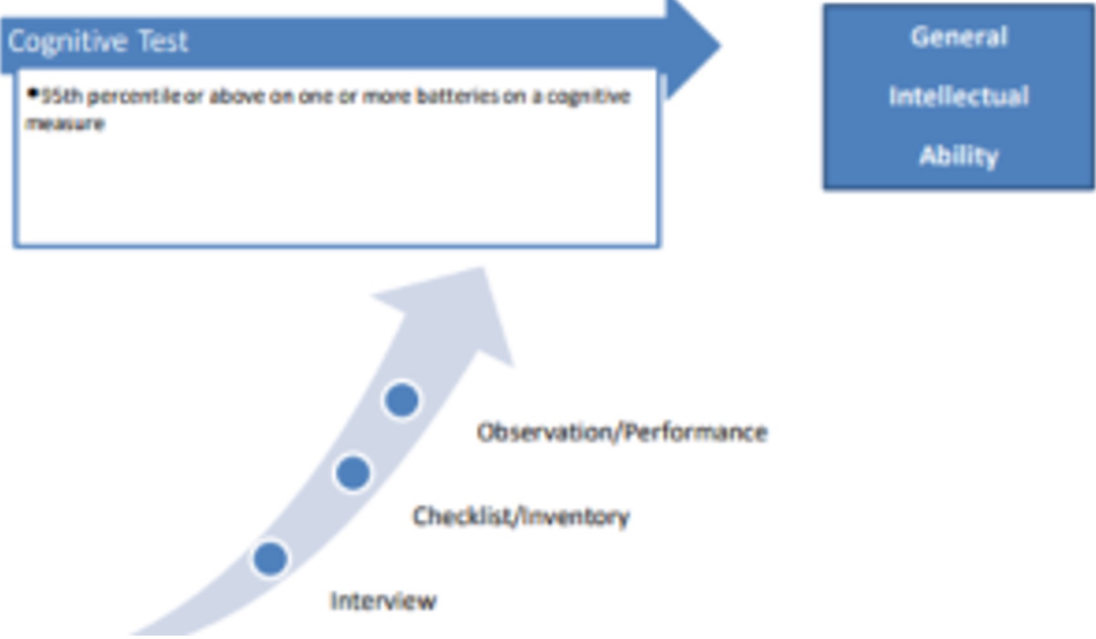 Cognitive Test
•95th percentile or above on one or more batteries on a cognitive
measure
General
Intellectual
Ability
Observation/Performance
Checklist/Inventory
Interview